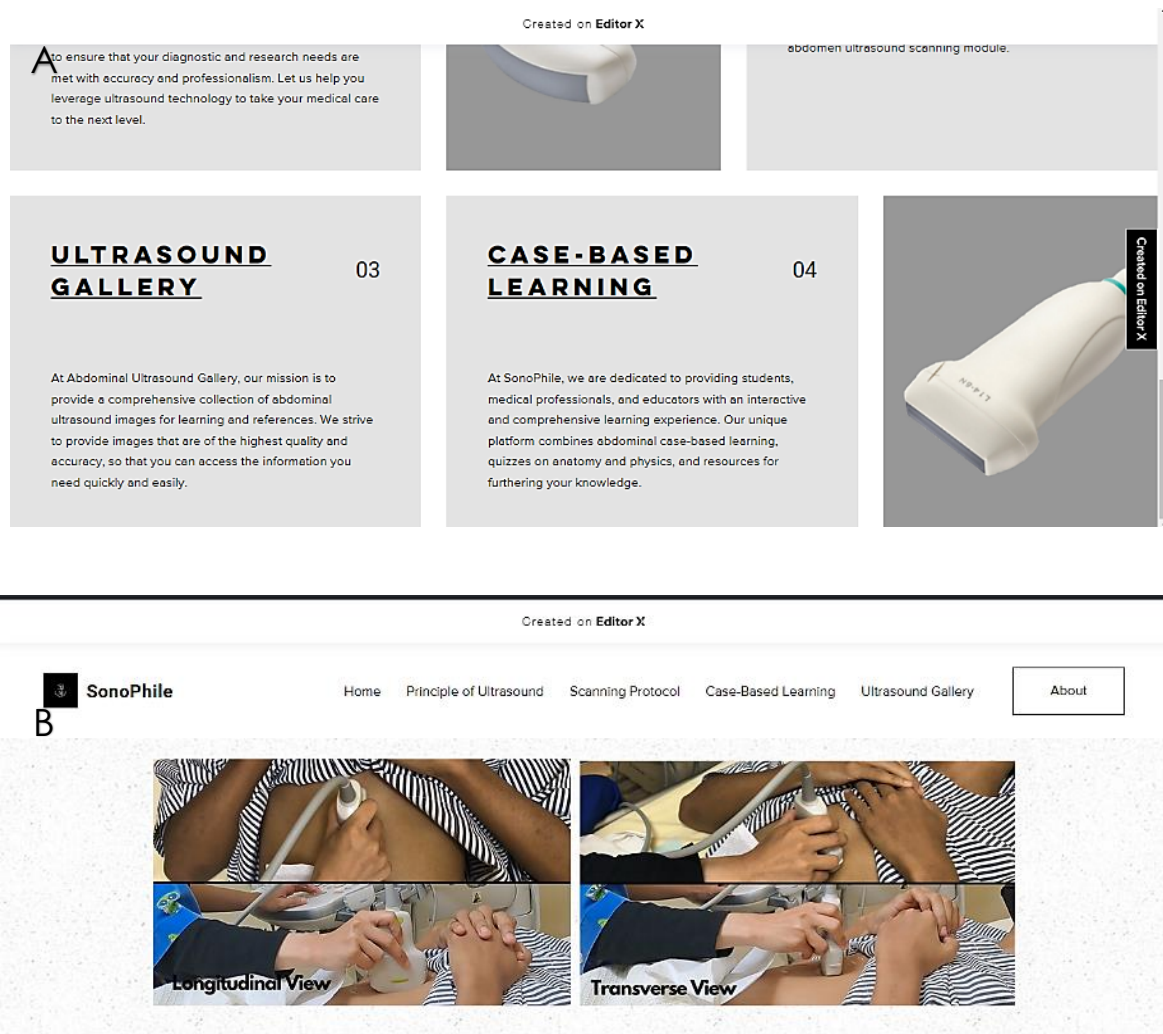 Created on Editor X
A
to ensure that your diagnostic and research needs are
met with accuracy and professionalism. Let us help you
leverage ultrasound technology to take your medical care
to the next level.
abdomen ultrasound scanning module.
ULTRASOUND
GALLERY
03
At Abdominal Ultrasound Gallery, our mission is to
provide a comprehensive collection of abdominal
ultrasound images for learning and references. We strive
to provide images that are of the highest quality and
accuracy, so that you can access the information you
need quickly and easily.
CASE-BASED
LEARNING
04
At SonoPhile, we are dedicated to providing students,
medical professionals, and educators with an interactive
and comprehensive learning experience. Our unique
platform combines abdominal case-based learning,
quizzes on anatomy and physics, and resources for
furthering your knowledge.
L14-6N
Created on Editor X
Created on Editor X
SonoPhile
Home Principle of Ultrasound Scanning Protocol Case-Based Learning Ultrasound Gallery About
B
Longitudinal View
Transverse View